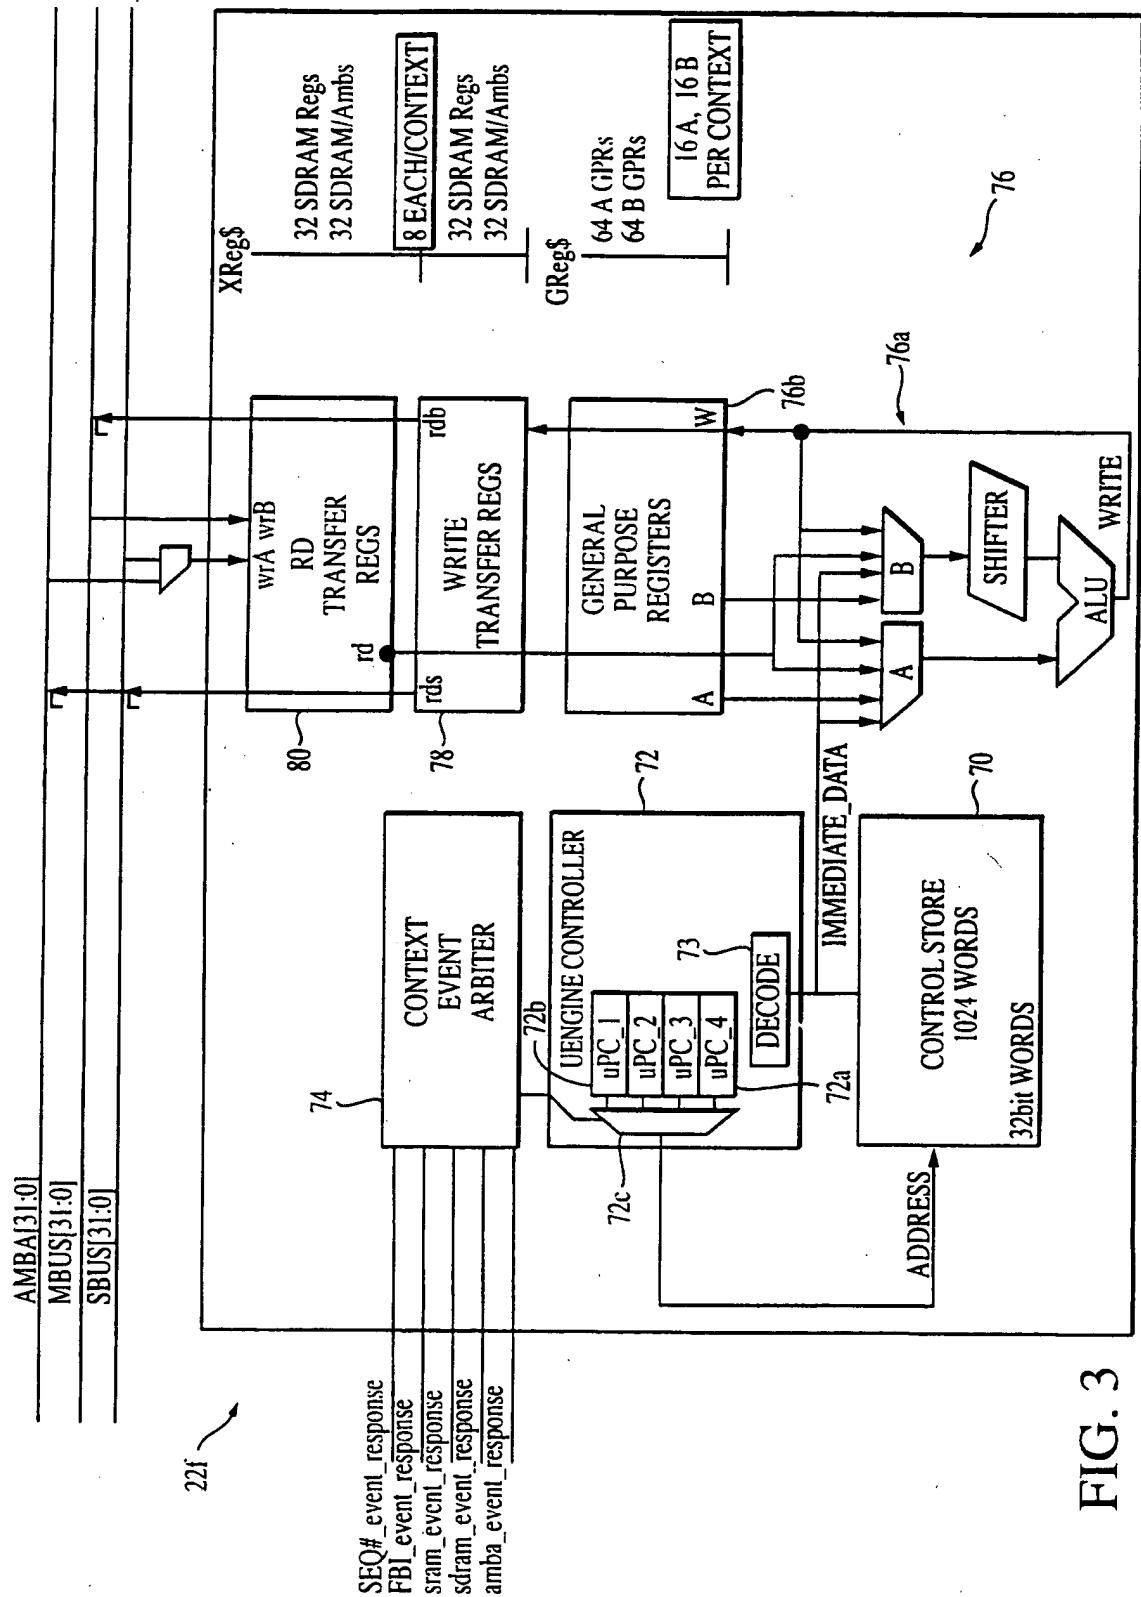 AMBA[31:0]
MBUS[31:0]
SBUS[31:0]
22f
SEQ#_event_response
FBI_event_response
sram_event_response
sdram_event_response
amba_event_response
74
CONTEXT
EVENT
ARBITER
72b
72
UENGINE CONTROLLER
uPC_1
uPC_2
uPC_3
uPC_4
72c
72a
73
DECODE
IMMEDIATE_DATA
ADDRESS
70
CONTROL STORE
1024 WORDS
32bit WORDS
80
wrA wrB
RD
TRANSFER
REGS
rd
78
rds
rdb
WRITE
TRANSFER REGS
GENERAL
PURPOSE
REGISTERS
A
B
W
76b
76a
A
B
SHIFTER
ALU
WRITE
XReg$
32 SDRAM Regs
32 SDRAM/Ambs
8 EACH/CONTEXT
32 SDRAM Regs
32 SDRAM/Ambs
GReg$
64 A GPRs
64 B GPRs
16 A, 16 B
PER CONTEXT
76
FIG. 3